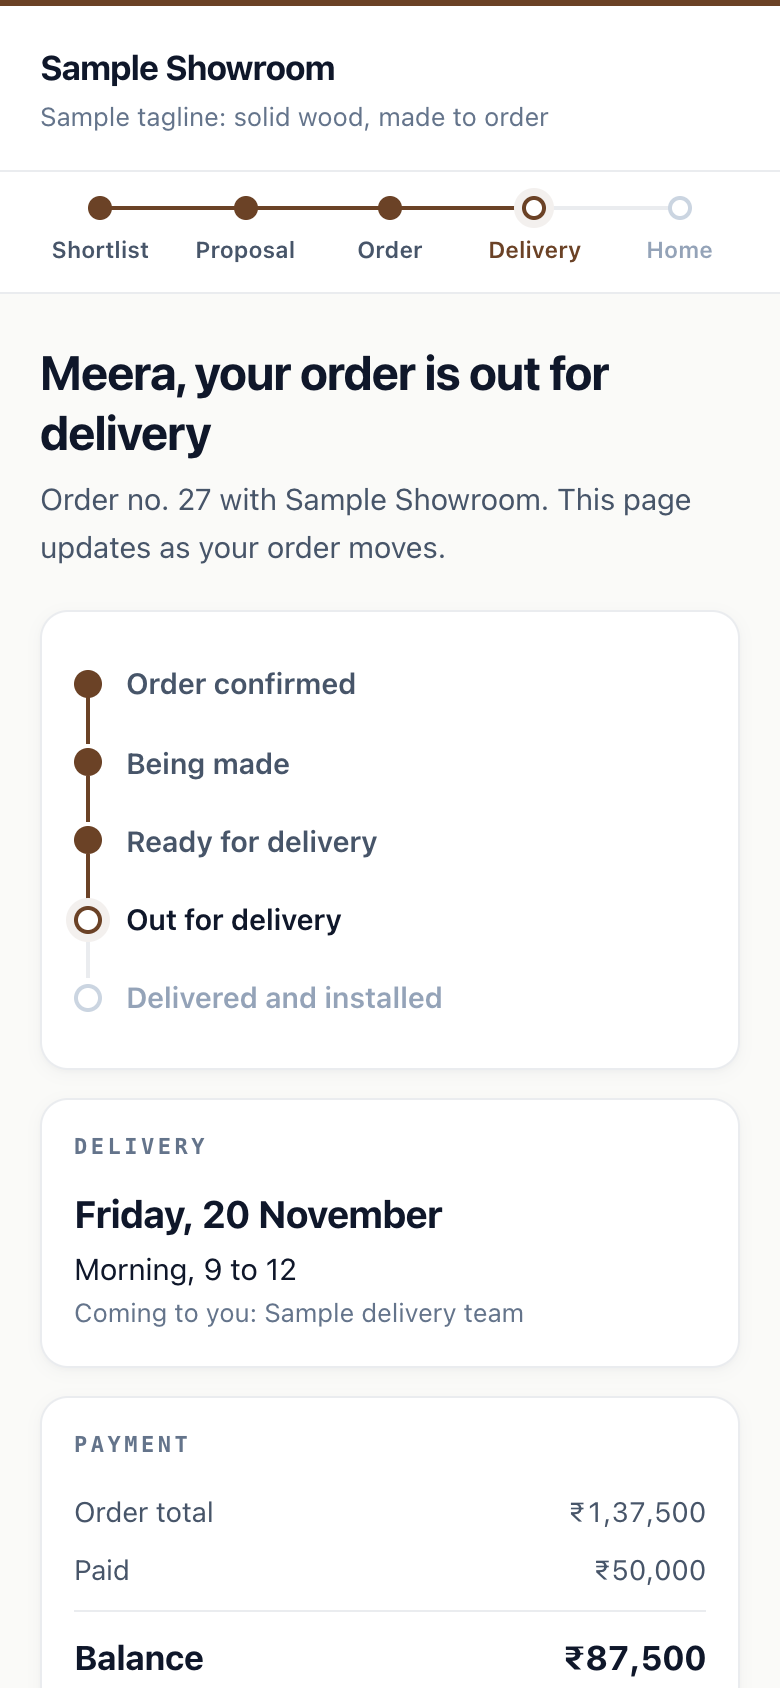 Sample Showroom
Sample tagline: solid wood, made to order
Shortlist Proposal Order Delivery Home
Meera, your order is out for
delivery
Order no. 27 with Sample Showroom. This page
updates as your order moves.
Order confirmed
Being made
Ready for delivery
Out for delivery
Delivered and installed
DELIVERY
Friday, 20 November
Morning, 9 to 12
Coming to you: Sample delivery team
PAYMENT
Order total ₹1,37,500
Paid ₹50,000
Balance ₹87,500